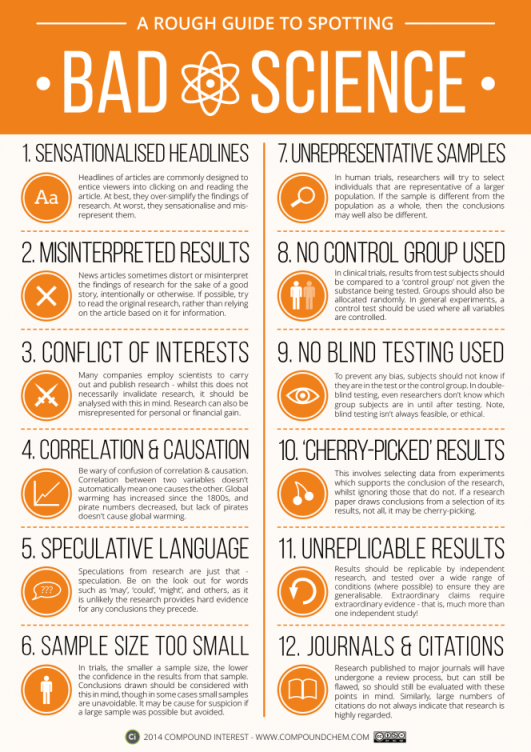 A ROUGH GUIDE TO SPOTTING
• BAD SCIENCE •
1. SENSATIONALISED HEADLINES
Aa
Headlines of articles are commonly designed to
entice viewers into clicking on and reading the
article. At best, they over-simplify the findings of
research. At worst, they sensationalise and mis-
represent them.
2. MISINTERPRETED RESULTS
News articles sometimes distort or misinterpret
the findings of research for the sake of a good
story, intentionally or otherwise. If possible, try
to read the original research, rather than relying
on the article based on it for information.
3. CONFLICT OF INTERESTS
Many companies employ scientists to carry
out and publish research - whilst this does not
necessarily invalidate research, it should be
analysed with this in mind. Research can also be
misrepresented for personal or financial gain.
4. CORRELATION & CAUSATION
Be wary of confusion of correlation & causation.
Correlation between two variables doesn't
automatically mean one causes the other. Global
warming has increased since the 1800s, and
pirate numbers decreased, but lack of pirates
doesn't cause global warming.
5. SPECULATIVE LANGUAGE
???
Speculations from research are just that -
speculation. Be on the look out for words
such as 'may', 'could', 'might', and others, as it
is unlikely the research provides hard evidence
for any conclusions they precede.
6. SAMPLE SIZE TOO SMALL
In trials, the smaller a sample size, the lower
the confidence in the results from that sample.
Conclusions drawn should be considered with
this in mind, though in some cases small samples
are unavoidable. It may be cause for suspicion if
a large sample was possible but avoided.
7. UNREPRESENTATIVE SAMPLES
In human trials, researchers will try to select
individuals that are representative of a larger
population. If the sample is different from the
population as a whole, then the conclusions
may well also be different.
8. NO CONTROL GROUP USED
In clinical trials, results from test subjects should
be compared to a 'control group' not given the
substance being tested. Groups should also be
allocated randomly. In general experiments, a
control test should be used where all variables
are controlled.
9. NO BLIND TESTING USED
To prevent any bias, subjects should not know if
they are in the test or the control group. In double-
blind testing, even researchers don't know which
group subjects are in until after testing. Note,
blind testing isn't always feasible, or ethical.
10. 'CHERRY-PICKED' RESULTS
This involves selecting data from experiments
which supports the conclusion of the research,
whilst ignoring those that do not. If a research
paper draws conclusions from a selection of its
results, not all, it may be cherry-picking.
11. UNREPLICABLE RESULTS
Results should be replicable by independent
research, and tested over a wide range of
conditions (where possible) to ensure they are
generalisable. Extraordinary claims require
extraordinary evidence - that is, much more than
one independent study!
12. JOURNALS & CITATIONS
Research published to major journals will have
undergone a review process, but can still be
flawed, so should still be evaluated with these
points in mind. Similarly, large numbers of
citations do not always indicate that research is
highly regarded.
Ci 2014 COMPOUND INTEREST - WWW.COMPOUNDCHEM.COM